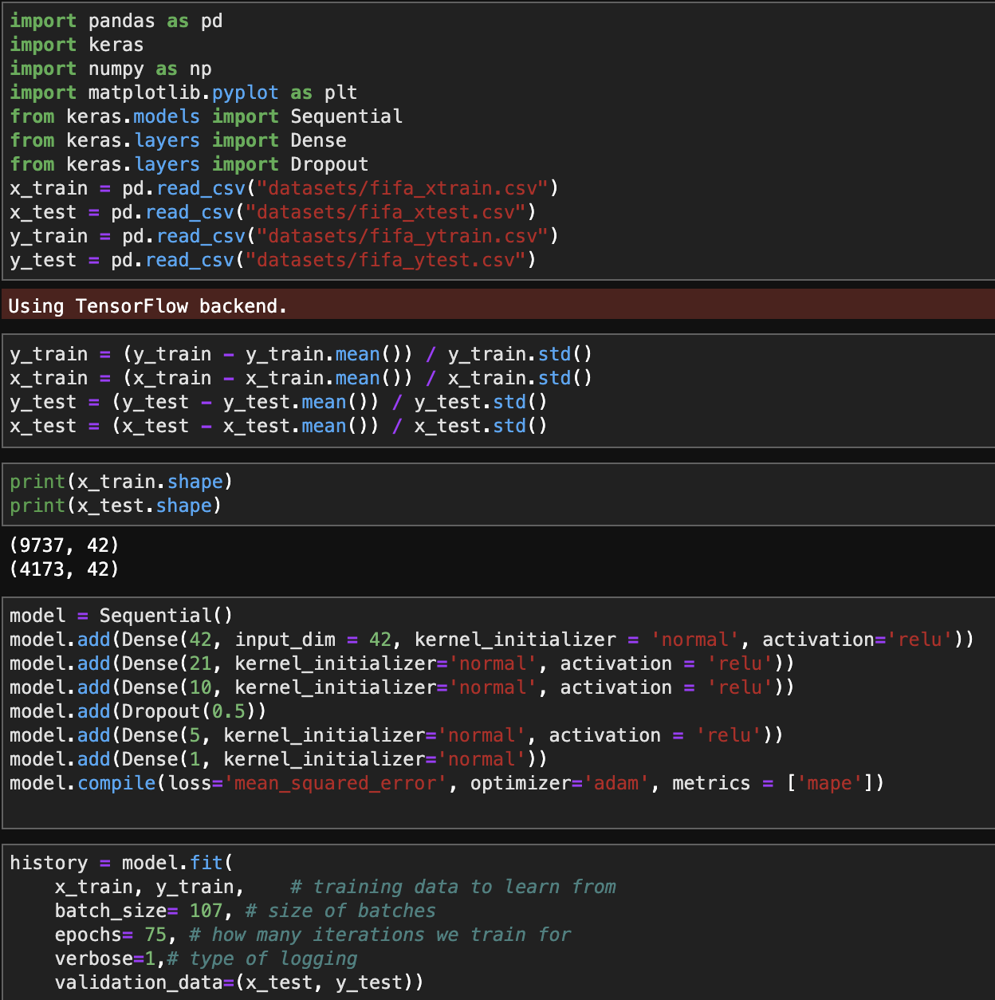 import pandas as pd
import keras
import numpy as np
import matplotlib.pyplot as plt
from keras.models import Sequential
from keras.layers import Dense
from keras.layers import Dropout
x_train = pd.read_csv("datasets/fifa_xtrain.csv")
x_test = pd.read_csv("datasets/fifa_xtest.csv")
y_train = pd.read_csv("datasets/fifa_ytrain.csv")
y_test = pd.read_csv("datasets/fifa_ytest.csv")
Using TensorFlow backend.
y_train = (y_train - y_train.mean()) / y_train.std()
x_train = (x_train - x_train.mean()) / x_train.std()
y_test = (y_test - y_test.mean()) / y_test.std()
x_test = (x_test - x_test.mean()) / x_test.std()
print(x_train.shape)
print(x_test.shape)
(9737, 42)
(4173, 42)
model = Sequential()
model.add(Dense(42, input_dim = 42, kernel_initializer = 'normal', activation='relu'))
model.add(Dense(21, kernel_initializer='normal', activation = 'relu'))
model.add(Dense(10, kernel_initializer='normal', activation = 'relu'))
model.add(Dropout(0.5))
model.add(Dense(5, kernel_initializer='normal', activation = 'relu'))
model.add(Dense(1, kernel_initializer='normal'))
model.compile(loss='mean_squared_error', optimizer='adam', metrics = ['mape'])
history = model.fit(
    x_train, y_train,    # training data to learn from
    batch_size= 107, # size of batches
    epochs= 75, # how many iterations we train for
    verbose=1,# type of logging
    validation_data=(x_test, y_test))